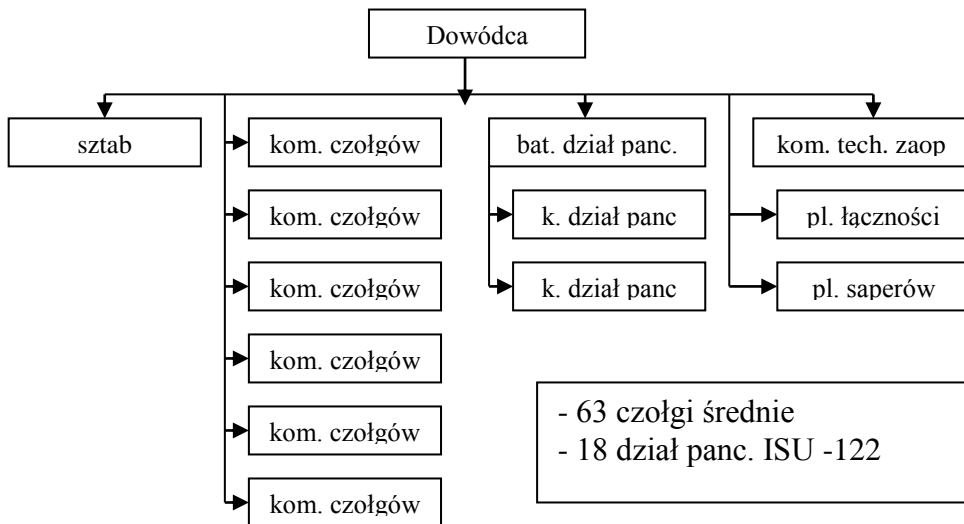 Dowódca
sztab
kom. czołgów
bat. dział panc.
kom. tech. zaop
kom. czołgów
k. dział panc
pl. łączności
kom. czołgów
k. dział panc
pl. saperów
kom. czołgów
kom. czołgów
kom. czołgów
- 63 czołgi średnie
- 18 dział panc. ISU -122